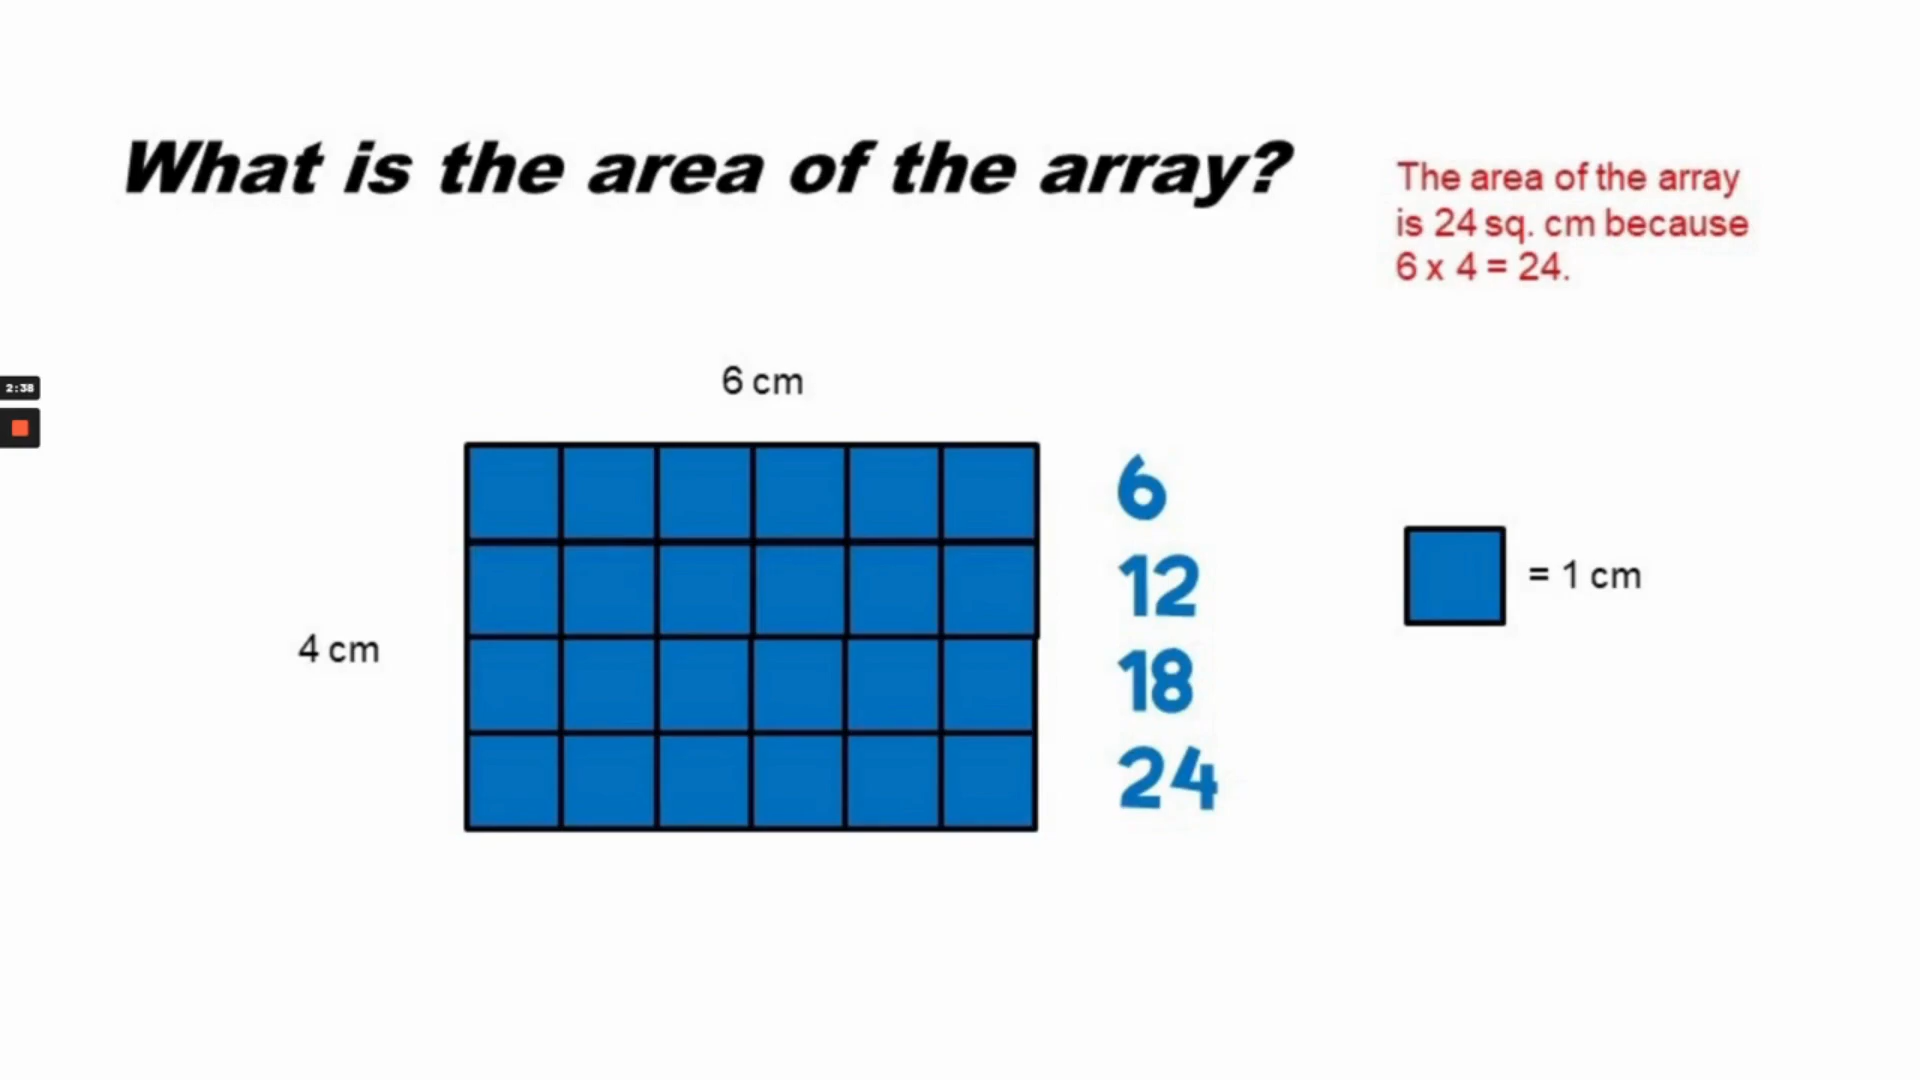 What is the area of the array?
The area of the array
is 24 sq. cm because
6 x 4 = 24.
2:38
6 cm
6
12
= 1 cm
4 cm
18
24